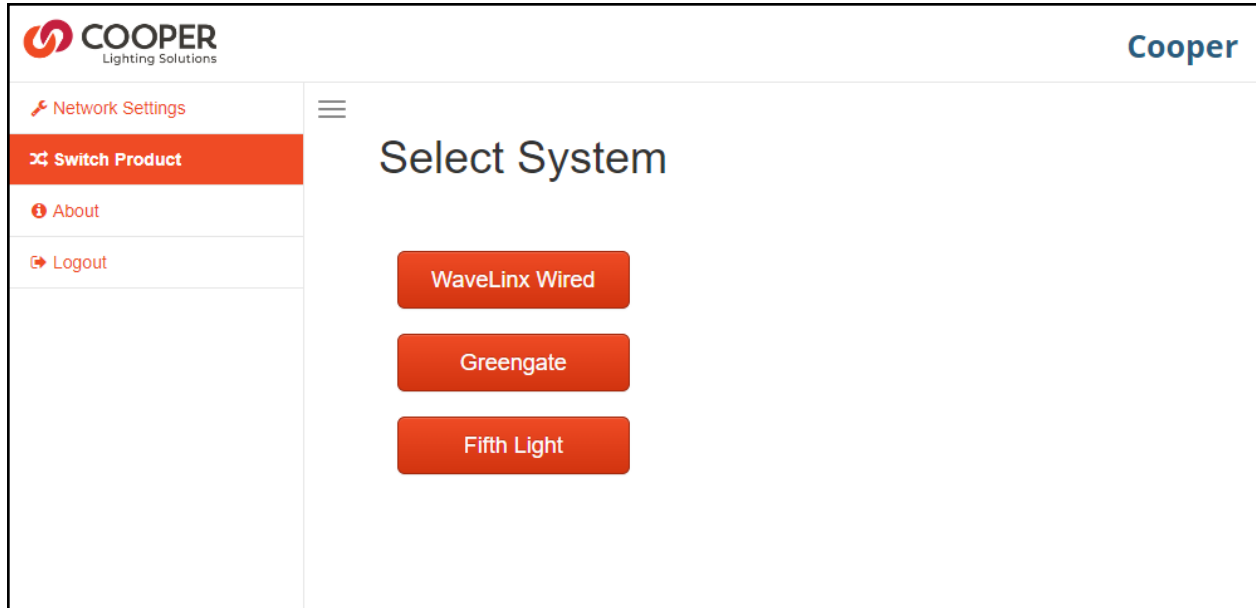 COOPER
Lighting Solutions
Cooper
Network Settings
Switch Product
About
Logout
Select System
WaveLinx Wired
Greengate
Fifth Light